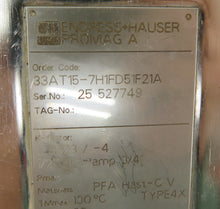 ENDRESS+HAUSER
PROMAG A
Order Code:
33AT15-7H1FD51F21A
Ser.No.: 25 527749
TAG-No.:
PFA Hast-C V
100°C TYPE4X